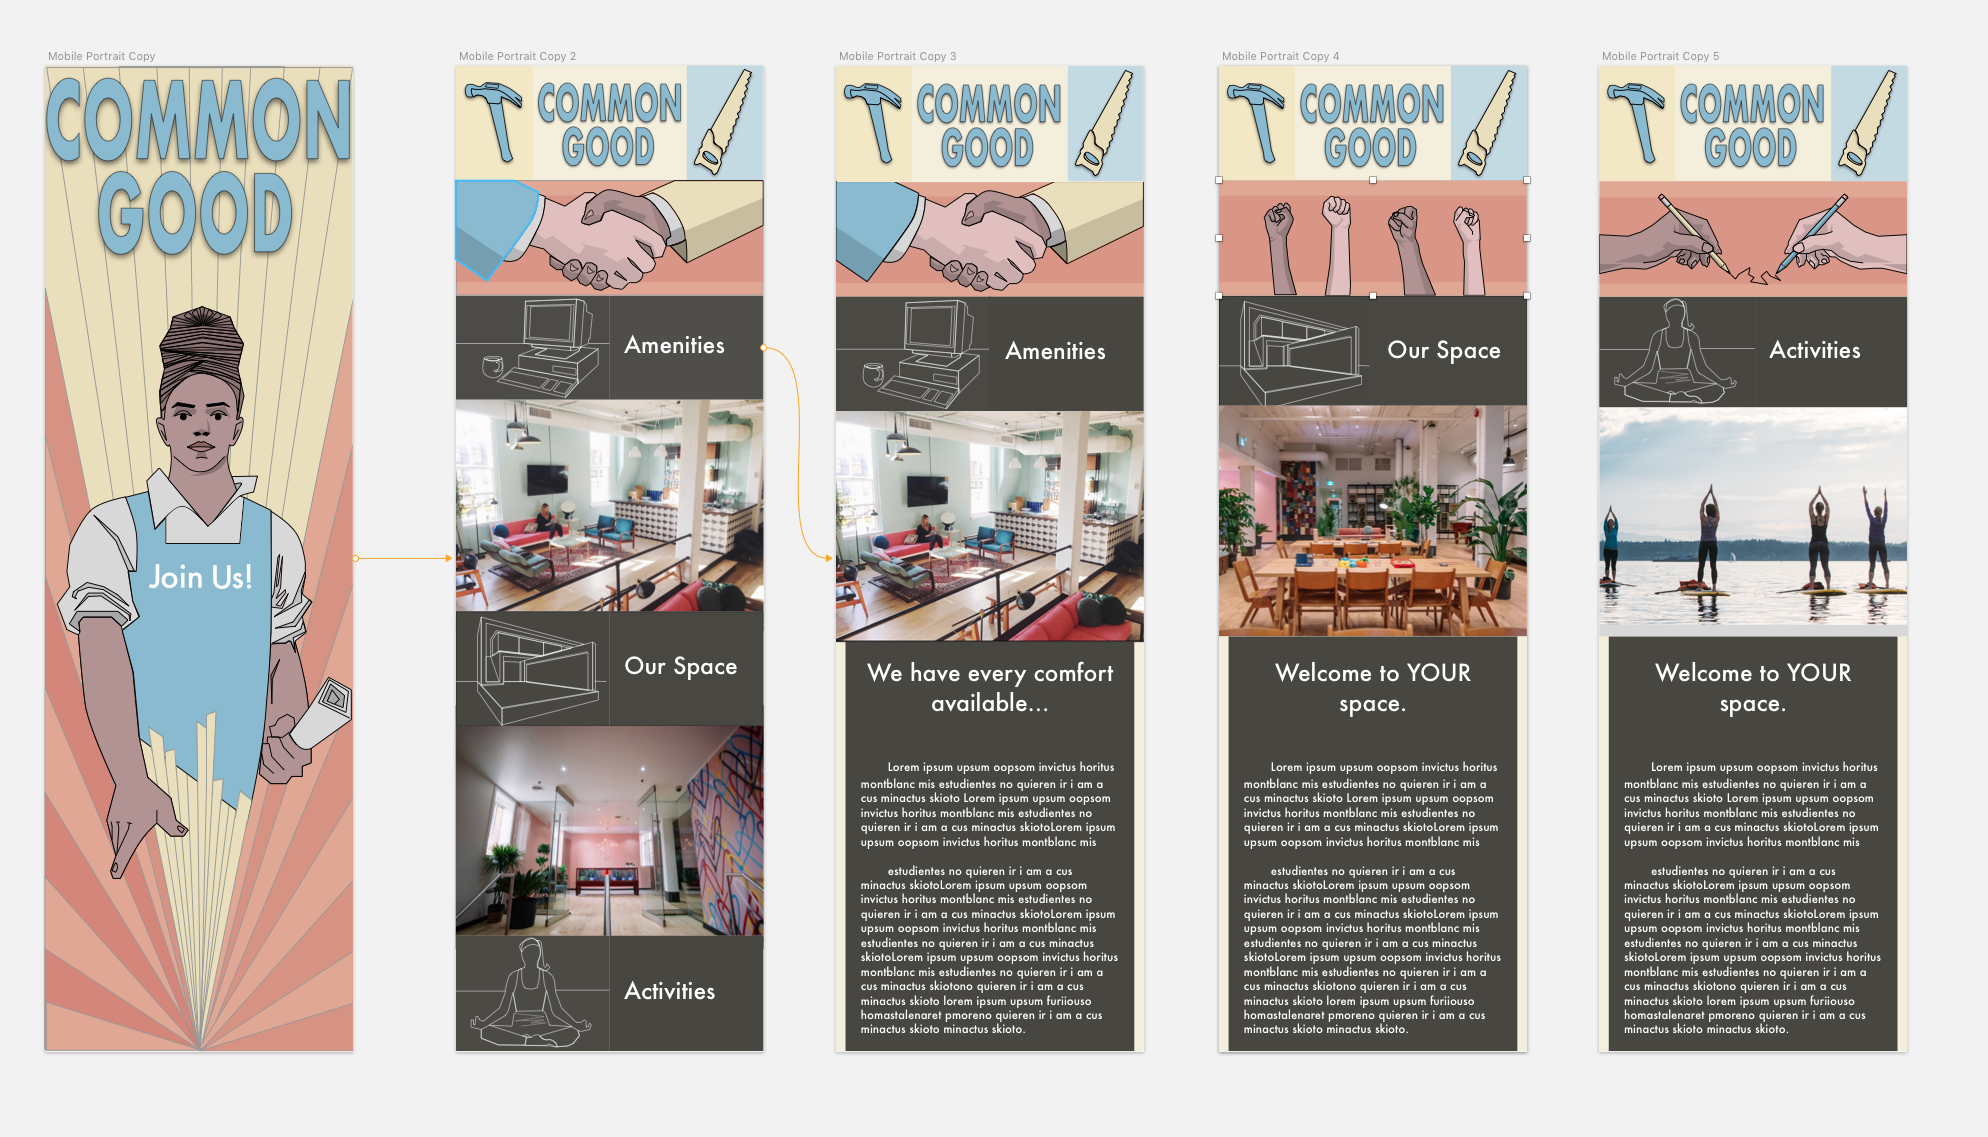 Mobile Portrait Copy
COMMON
GOOD
Join Us!
Mobile Portrait Copy 2
COMMON
GOOD
Amenities
Our Space
Activities
Mobile Portrait Copy 3
COMMON
GOOD
Amenities
We have every comfort
available...
Lorem ipsum upsum oopsom invictus horitus
montblanc mis estudientes no quieren ir i am a
cus minactus skioto Lorem ipsum upsum oopsom
invictus horitus montblanc mis estudientes no
quieren ir i am a cus minactus skiotoLorem ipsum
upsum oopsom invictus horitus montblanc mis
estudientes no quieren ir i am a cus
minactus skiotoLorem ipsum upsum oopsom
invictus horitus montblanc mis estudientes no
quieren ir i am a cus minactus skiotoLorem ipsum
upsum oopsom invictus horitus montblanc mis
estudientes no quieren ir i am a cus minactus
skiotoLorem ipsum upsum oopsom invictus horitus
montblanc mis estudientes no quieren ir i am a
cus minactus skiotono quieren ir i am a cus
minactus skioto lorem ipsum upsum furiiouso
homastalenaret pmoreno quieren ir i am a cus
minactus skioto minactus skioto.
Mobile Portrait Copy 4
COMMON
GOOD
Our Space
Welcome to YOUR
space.
Lorem ipsum upsum oopsom invictus horitus
montblanc mis estudientes no quieren ir i am a
cus minactus skioto Lorem ipsum upsum oopsom
invictus horitus montblanc mis estudientes no
quieren ir i am a cus minactus skiotoLorem ipsum
upsum oopsom invictus horitus montblanc mis
estudientes no quieren ir i am a cus
minactus skiotoLorem ipsum upsum oopsom
invictus horitus montblanc mis estudientes no
quieren ir i am a cus minactus skiotoLorem ipsum
upsum oopsom invictus horitus montblanc mis
estudientes no quieren ir i am a cus minactus
skiotoLorem ipsum upsum oopsom invictus horitus
montblanc mis estudientes no quieren ir i am a
cus minactus skiotono quieren ir i am a cus
minactus skioto lorem ipsum upsum furiiouso
homastalenaret pmoreno quieren ir i am a cus
minactus skioto minactus skioto.
Mobile Portrait Copy 5
COMMON
GOOD
Activities
Welcome to YOUR
space.
Lorem ipsum upsum oopsom invictus horitus
montblanc mis estudientes no quieren ir i am a
cus minactus skioto Lorem ipsum upsum oopsom
invictus horitus montblanc mis estudientes no
quieren ir i am a cus minactus skiotoLorem ipsum
upsum oopsom invictus horitus montblanc mis
estudientes no quieren ir i am a cus
minactus skiotoLorem ipsum upsum oopsom
invictus horitus montblanc mis estudientes no
quieren ir i am a cus minactus skiotoLorem ipsum
upsum oopsom invictus horitus montblanc mis
estudientes no quieren ir i am a cus minactus
skiotoLorem ipsum upsum oopsom invictus horitus
montblanc mis estudientes no quieren ir i am a
cus minactus skiotono quieren ir i am a cus
minactus skioto lorem ipsum upsum furiiouso
homastalenaret pmoreno quieren ir i am a cus
minactus skioto minactus skioto.